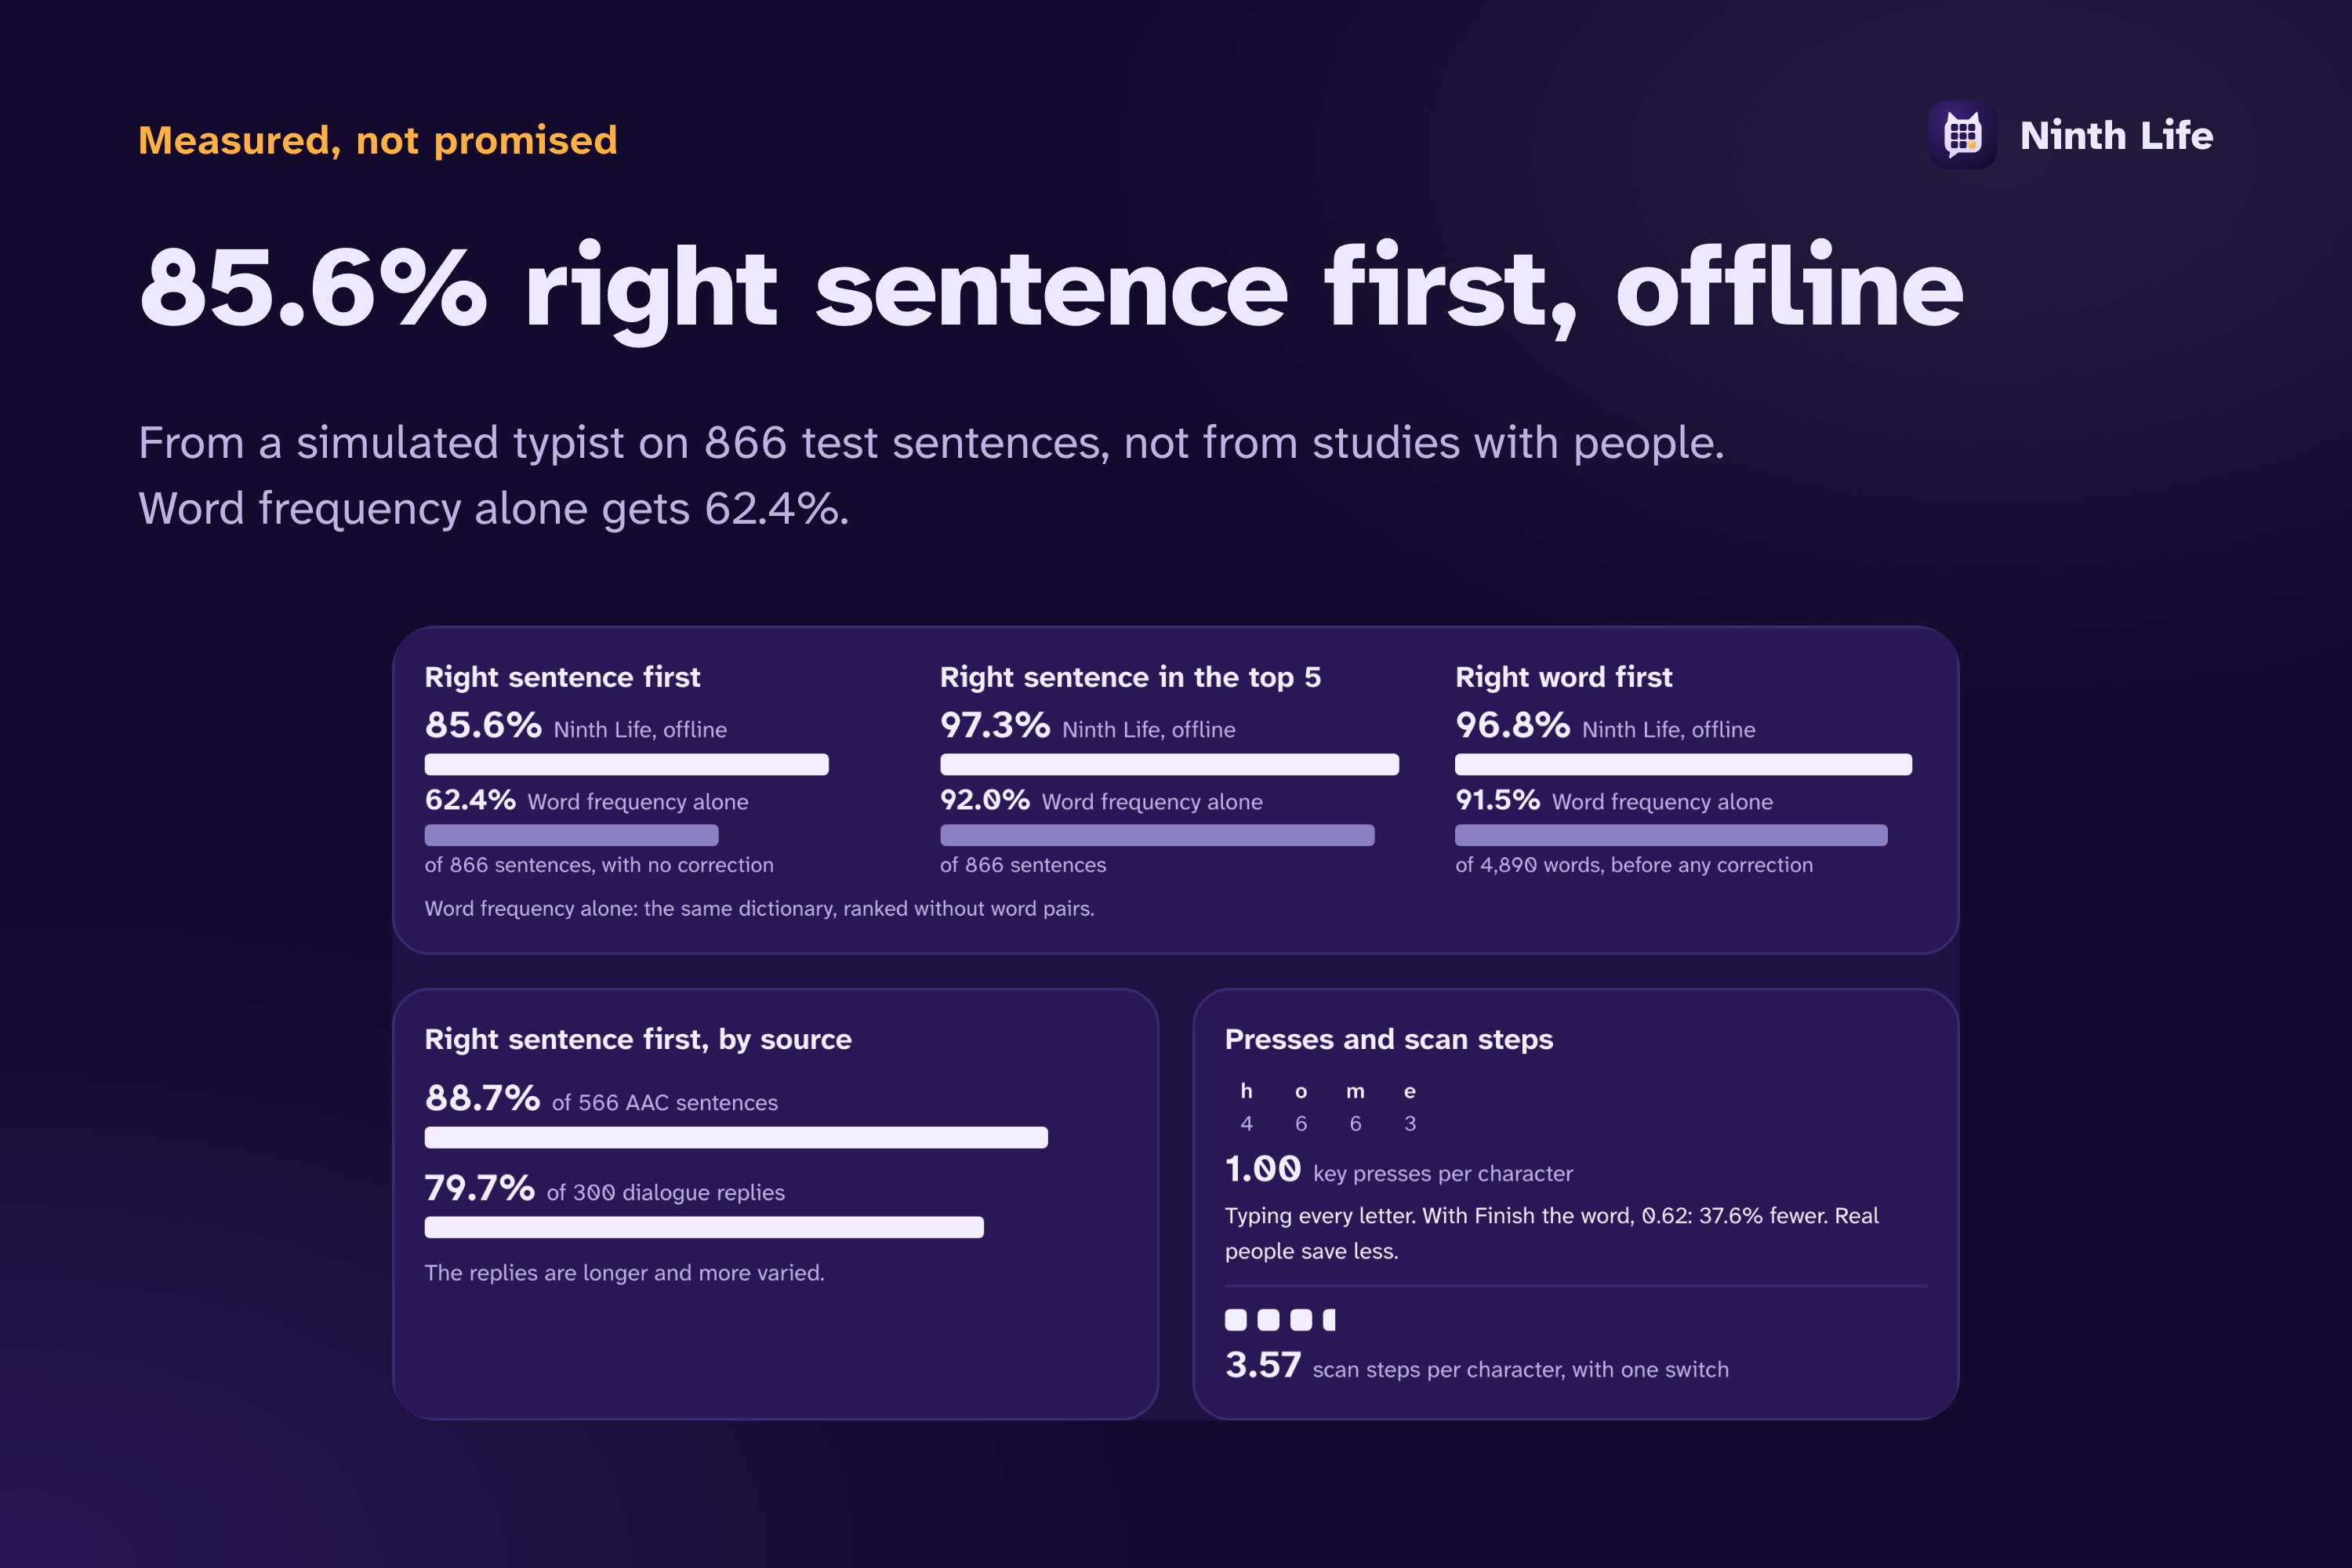 Measured, not promised
Ninth Life
85.6% right sentence first, offline
From a simulated typist on 866 test sentences, not from studies with people.
Word frequency alone gets 62.4%.
Right sentence first
85.6% Ninth Life, offline
62.4% Word frequency alone
of 866 sentences, with no correction
Right sentence in the top 5
97.3% Ninth Life, offline
92.0% Word frequency alone
of 866 sentences
Right word first
96.8% Ninth Life, offline
91.5% Word frequency alone
of 4,890 words, before any correction
Word frequency alone: the same dictionary, ranked without word pairs.
Right sentence first, by source
88.7% of 566 AAC sentences
79.7% of 300 dialogue replies
The replies are longer and more varied.
Presses and scan steps
h o m e
4 6 6 3
1.00 key presses per character
Typing every letter. With Finish the word, 0.62: 37.6% fewer. Real
people save less.
3.57 scan steps per character, with one switch